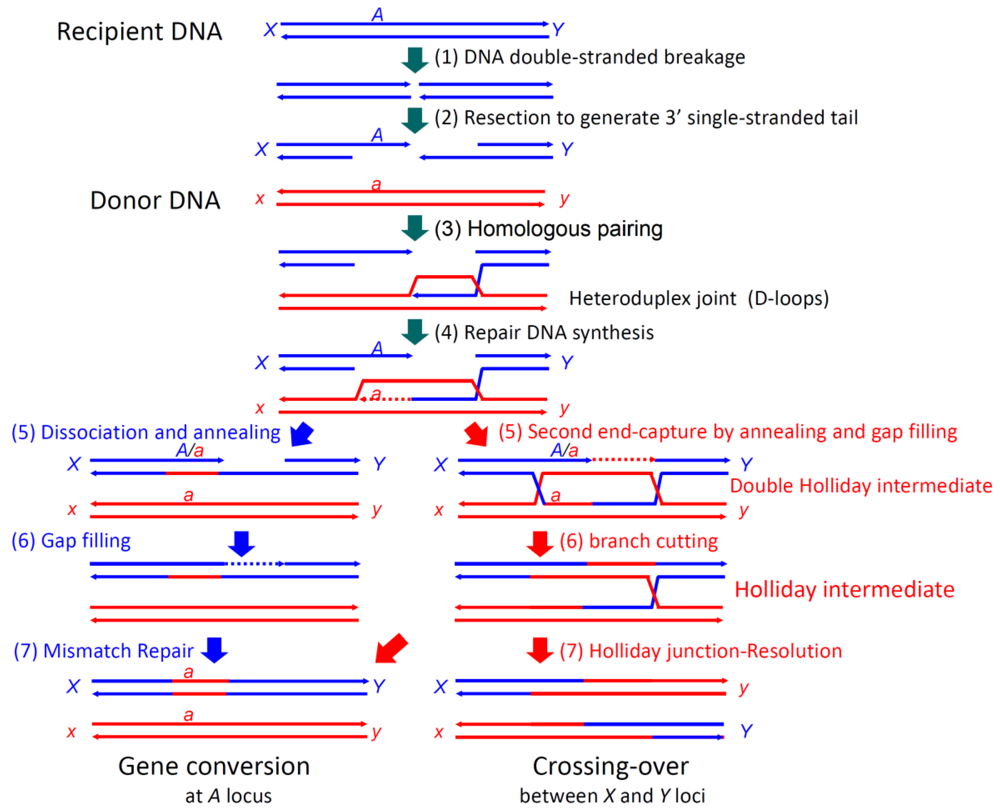 Recipient DNA
X A Y
(1) DNA double-stranded breakage
(2) Resection to generate 3’ single-stranded tail
X A Y
Donor DNA
x a y
(3) Homologous pairing
Heteroduplex joint (D-loops)
(4) Repair DNA synthesis
X A Y
x a y
(5) Dissociation and annealing
X A/a Y
x a y
(6) Gap filling
(7) Mismatch Repair
X a Y
x a y
Gene conversion
at A locus
(5) Second end-capture by annealing and gap filling
X A/a Y
Double Holliday intermediate
x a y
(6) branch cutting
Holliday intermediate
(7) Holliday junction-Resolution
X y
x Y
Crossing-over
between X and Y loci